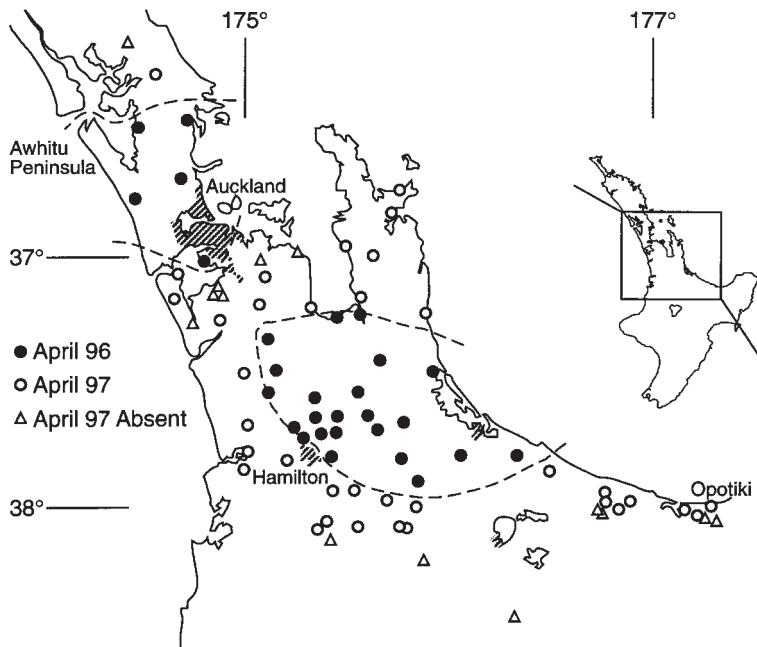 175°
177°
Awhitu
Peninsula
Auckland
37°
April 96
April 97
April 97 Absent
Hamilton
Opotiki
38°